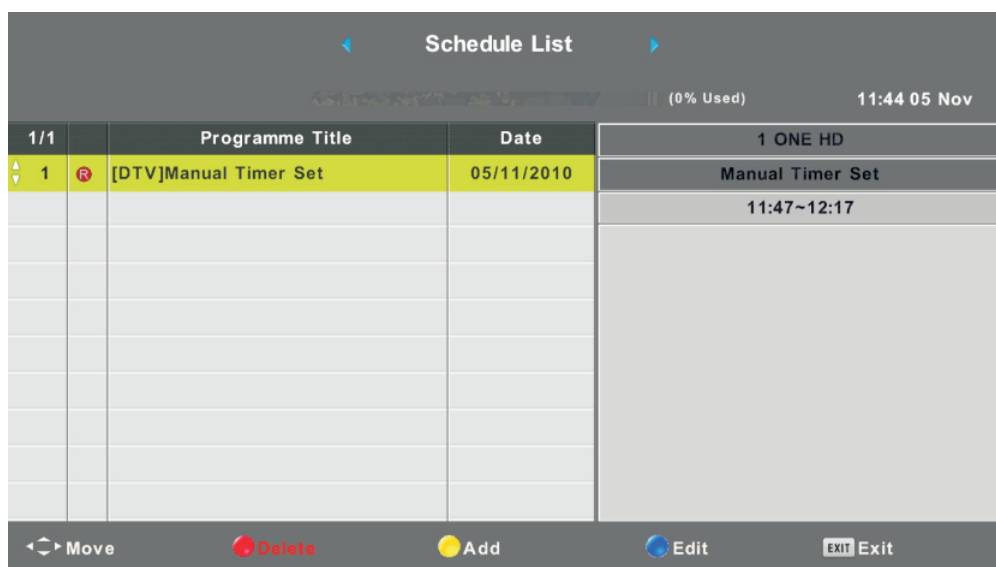 Schedule List
(0% Used) 11:44 05 Nov
1/1 Programme Title Date 1 ONE HD
1 R [DTV]Manual Timer Set 05/11/2010 Manual Timer Set
11:47~12:17
Move Delete Add Edit EXIT Exit